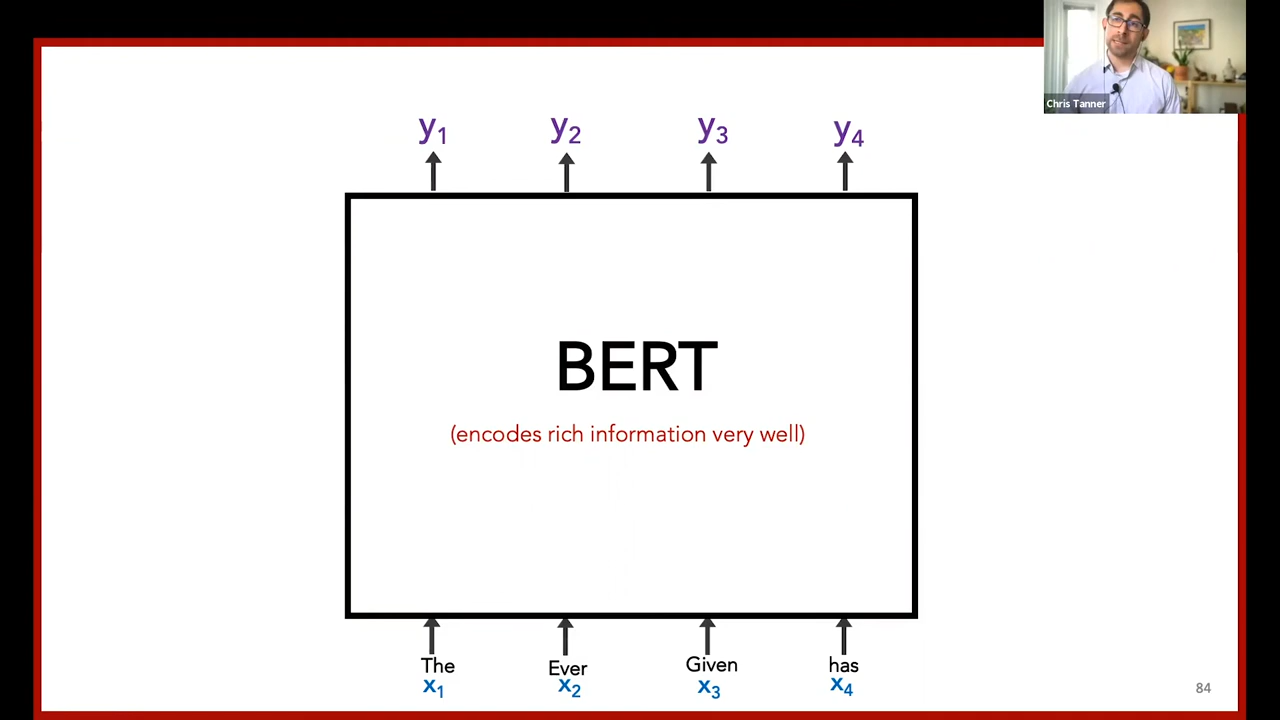 Chris Tanner
y1 y2 y3 y4
BERT
(encodes rich information very well)
The Ever Given has
x1 x2 x3 x4
84